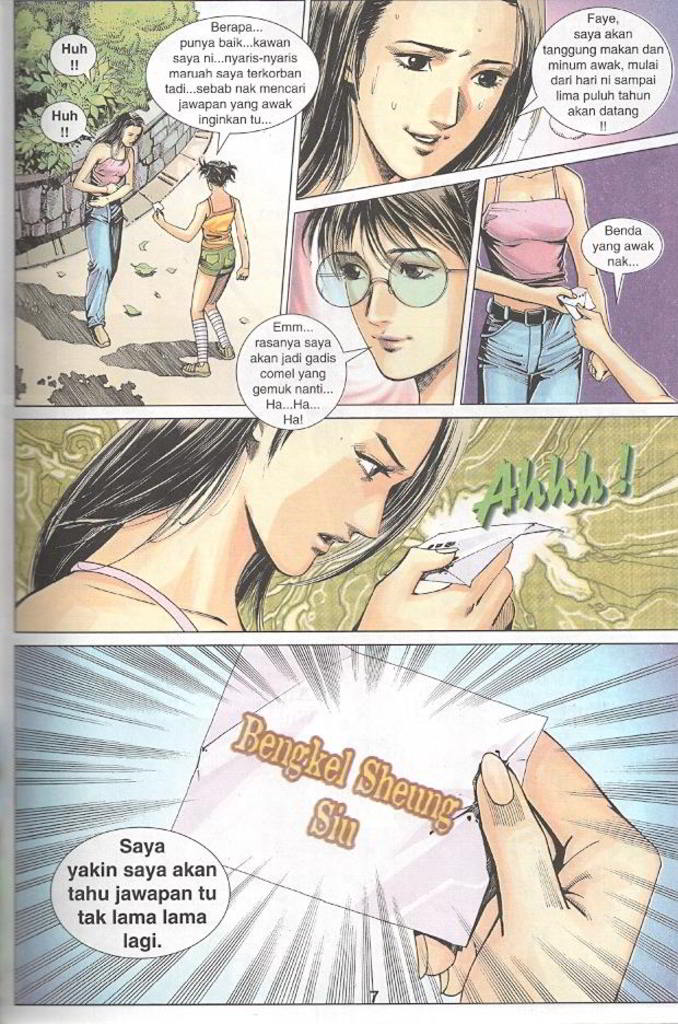 Huh
!!
Huh
!!
Berapa...
punya baik...kawan
saya ni...nyaris-nyaris
maruah saya terkorban
tadi...sebab nak mencari
jawapan yang awak
inginkan tu...
Faye,
saya akan
tanggung makan dan
minum awak, mulai
dari hari ni sampai
lima puluh tahun
akan datang
!!
Emm...
rasanya saya
akan jadi gadis
comel yang
gemuk nanti...
Ha...Ha...
Ha!
Benda
yang awak
nak...
Ahhh!
Bengkel Sheung
Siu
Saya
yakin saya akan
tahu jawapan tu
tak lama lama
lagi.
7